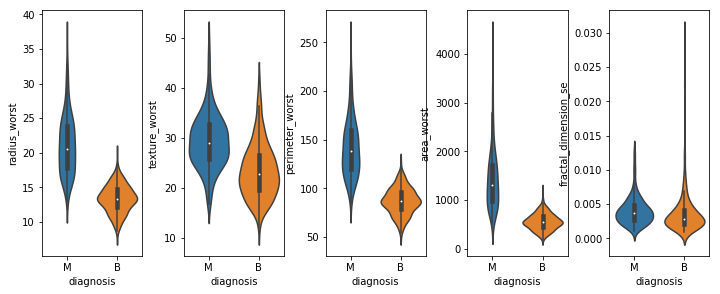 radius_worst
40
35
30
25
20
15
10
M B
diagnosis
texture_worst
50
40
30
20
10
M B
diagnosis
perimeter_worst
250
200
150
100
50
M B
diagnosis
area_worst
4000
3000
2000
1000
0
M B
diagnosis
fractal_dimension_se
0.030
0.025
0.020
0.015
0.010
0.005
0.000
M B
diagnosis